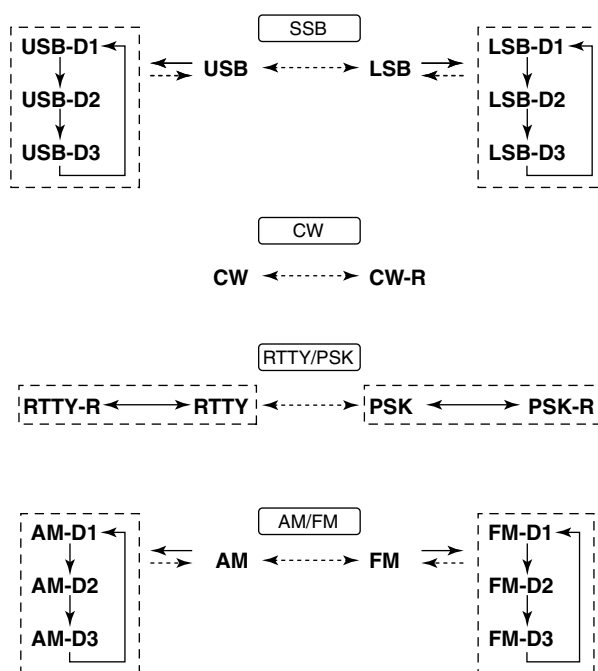 SSB
USB-D1 LSB-D1
USB LSB
USB-D2 LSB-D2
USB-D3 LSB-D3
CW
CW CW-R
RTTY/PSK
RTTY-R RTTY PSK PSK-R
AM/FM
AM-D1 FM-D1
AM FM
AM-D2 FM-D2
AM-D3 FM-D3